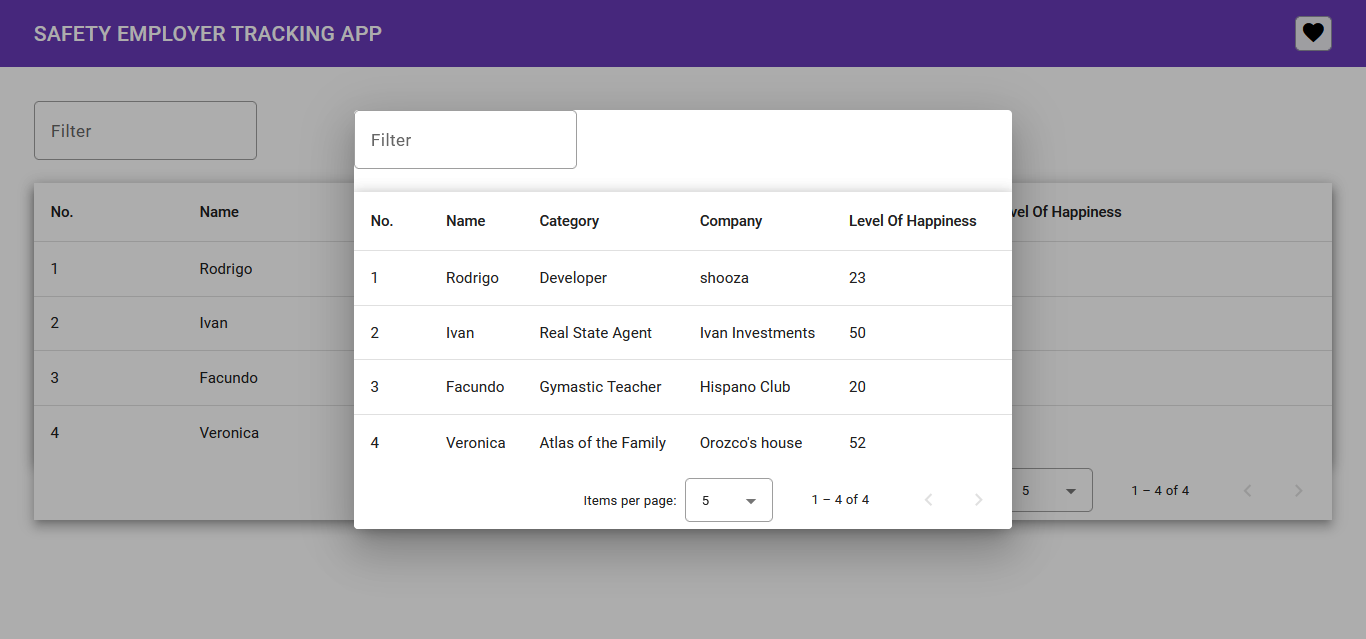 SAFETY EMPLOYER TRACKING APP
Filter
No. Name vel Of Happiness
1 Rodrigo
2 Ivan
3 Facundo
4 Veronica
5 1 – 4 of 4
Filter
No. Name Category Company Level Of Happiness
1 Rodrigo Developer shooza 23
2 Ivan Real State Agent Ivan Investments 50
3 Facundo Gymastic Teacher Hispano Club 20
4 Veronica Atlas of the Family Orozco's house 52
Items per page: 5 1 – 4 of 4